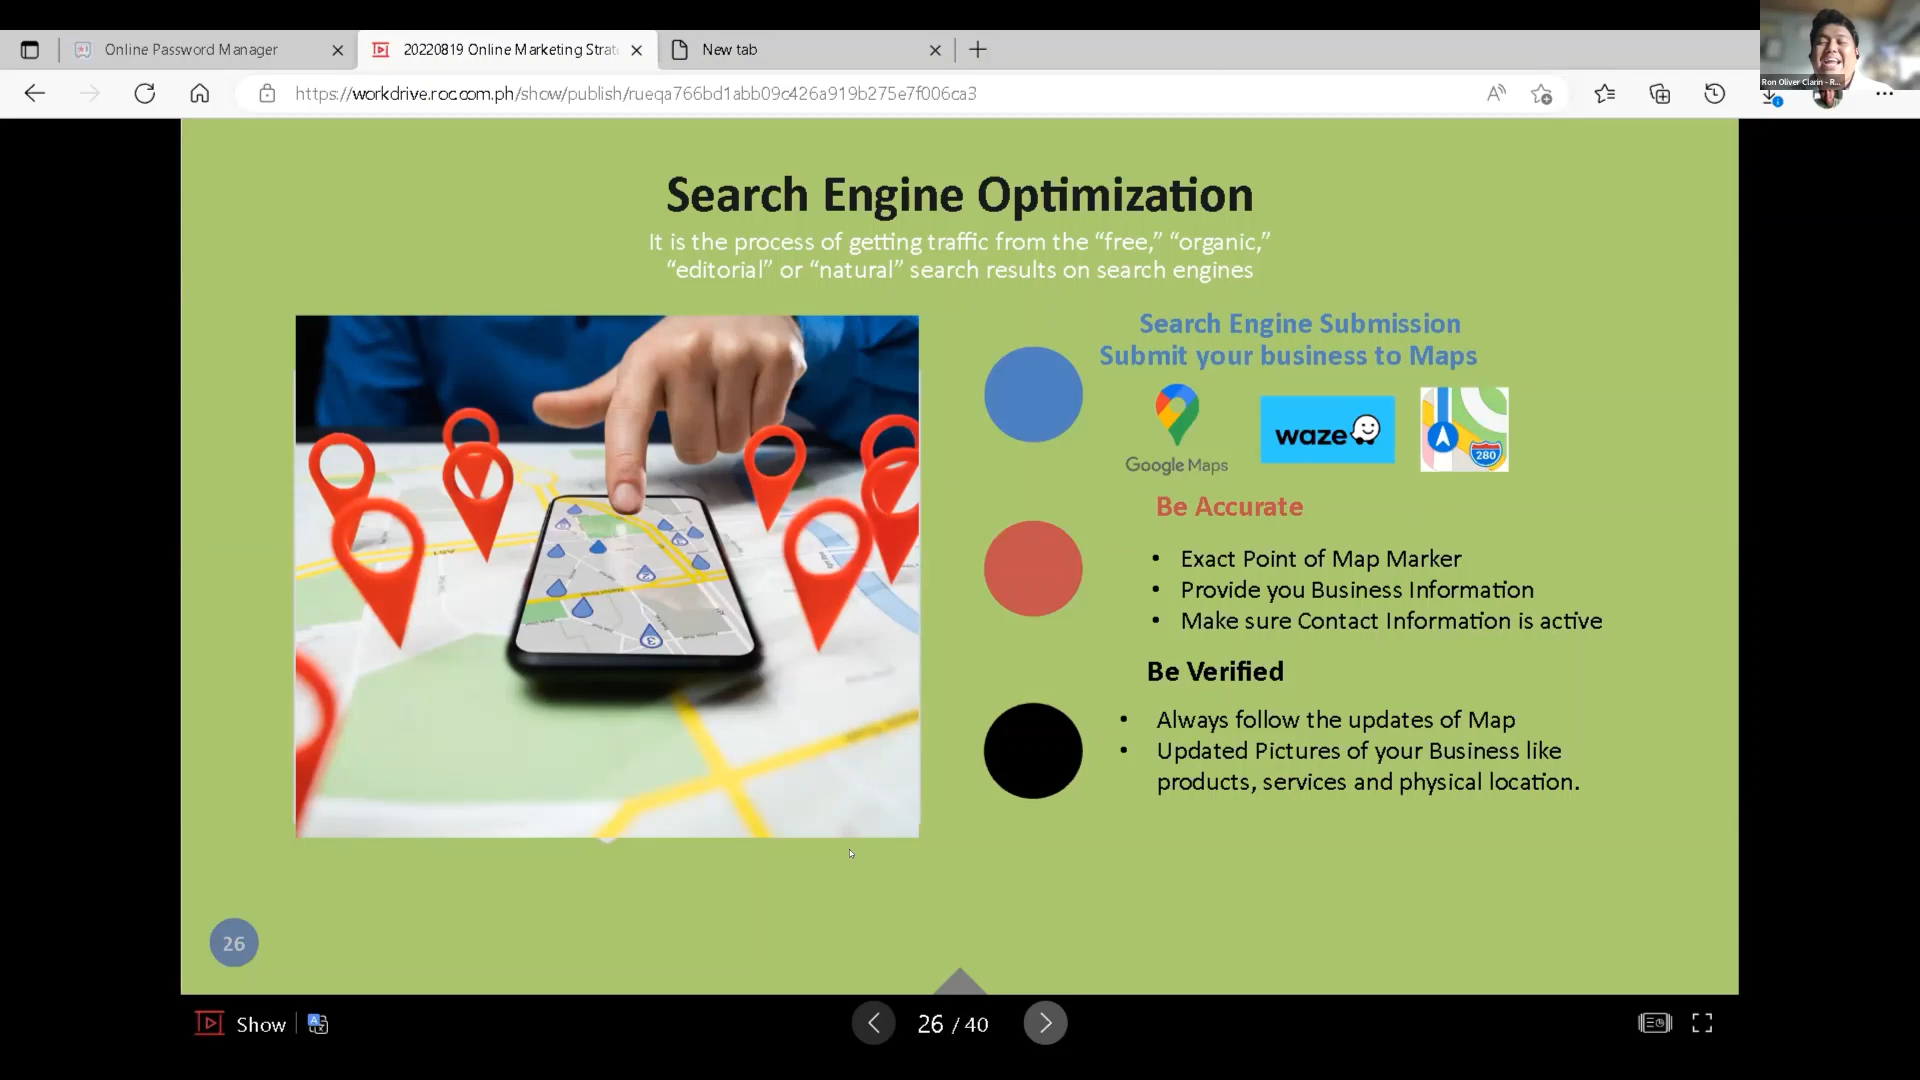 Online Password Manager
20220819 Online Marketing Strat
New tab
https://workdrive.roc.com.ph/show/publish/rueqa766bd1abb09c426a919b275e7f006ca3
Ron Oliver Clarin - R...
Search Engine Optimization
It is the process of getting traffic from the “free,” “organic,”
“editorial” or “natural” search results on search engines
Search Engine Submission
Submit your business to Maps
Google Maps
waze
280
Be Accurate
• Exact Point of Map Marker
• Provide you Business Information
• Make sure Contact Information is active
Be Verified
• Always follow the updates of Map
• Updated Pictures of your Business like
products, services and physical location.
26
Show
26 / 40